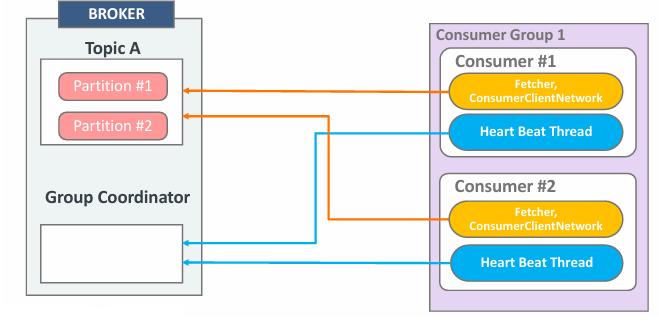 BROKER
Topic A
Partition #1
Partition #2
Group Coordinator
Consumer Group 1
Consumer #1
Fetcher,
ConsumerClientNetwork
Heart Beat Thread
Consumer #2
Fetcher,
ConsumerClientNetwork
Heart Beat Thread